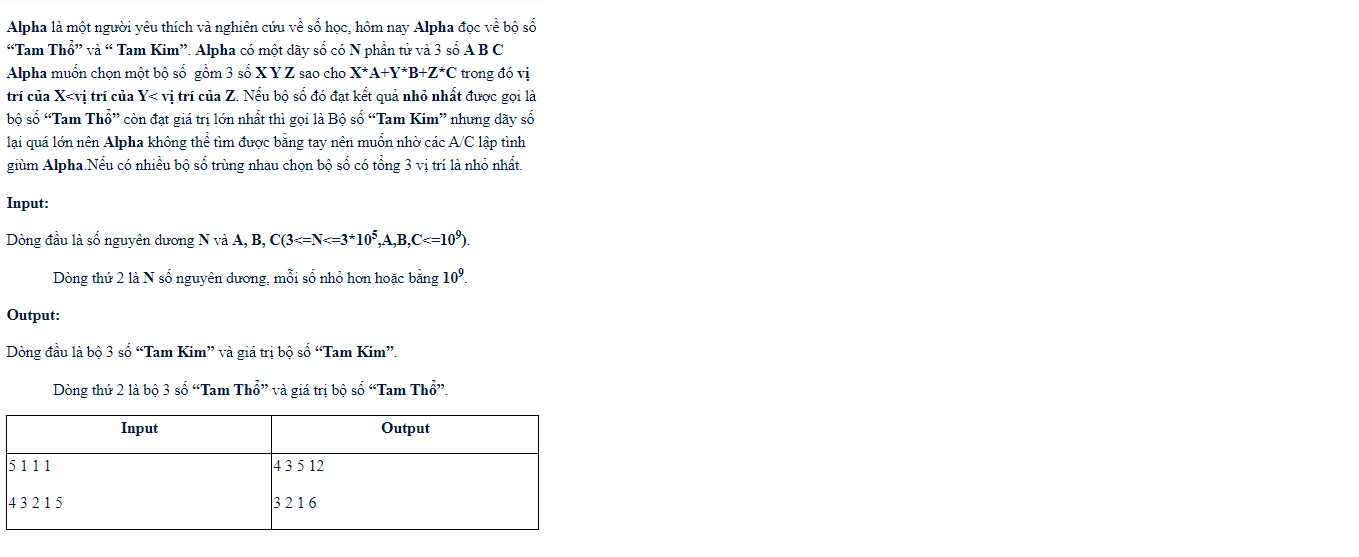 Alpha là một người yêu thích và nghiên cứu về số học, hôm nay Alpha đọc về bộ số
“Tam Thổ” và “ Tam Kim”. Alpha có một dãy số có N phần tử và 3 số A B C
Alpha muốn chọn một bộ số gồm 3 số X Y Z sao cho X*A+Y*B+Z*C trong đó vị
trí của X<vị trí của Y< vị trí của Z. Nếu bộ số đó đạt kết quả nhỏ nhất được gọi là
bộ số “Tam Thổ” còn đạt giá trị lớn nhất thì gọi là Bộ số “Tam Kim” nhưng dãy số
lại quá lớn nên Alpha không thể tìm được bằng tay nên muốn nhờ các A/C lập tình
giùm Alpha.Nếu có nhiều bộ số trùng nhau chọn bộ số có tổng 3 vị trí là nhỏ nhất.
Input:
Dòng đầu là số nguyên dương N và A, B, C(3<=N<=3*10⁵,A,B,C<=10⁹).
Dòng thứ 2 là N số nguyên dương, mỗi số nhỏ hơn hoặc bằng 10⁹.
Output:
Dòng đầu là bộ 3 số “Tam Kim” và giá trị bộ số “Tam Kim”.
Dòng thứ 2 là bộ 3 số “Tam Thổ” và giá trị bộ số “Tam Thổ”.
Input Output
5 1 1 1 4 3 5 12
4 3 2 1 5 3 2 1 6